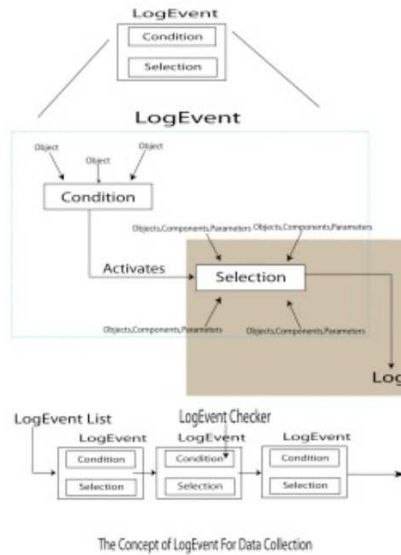 LogEvent
Condition
Selection
LogEvent
Object
Object
Object
Condition
Objects,Components,Parameters
Objects,Components,Parameters
Activates
Selection
Objects,Components,Parameters
Objects,Components,Parameters
Log
LogEvent List
LogEvent Checker
LogEvent
LogEvent
LogEvent
Condition
Condition
Condition
Selection
Selection
Selection
The Concept of LogEvent For Data Collection